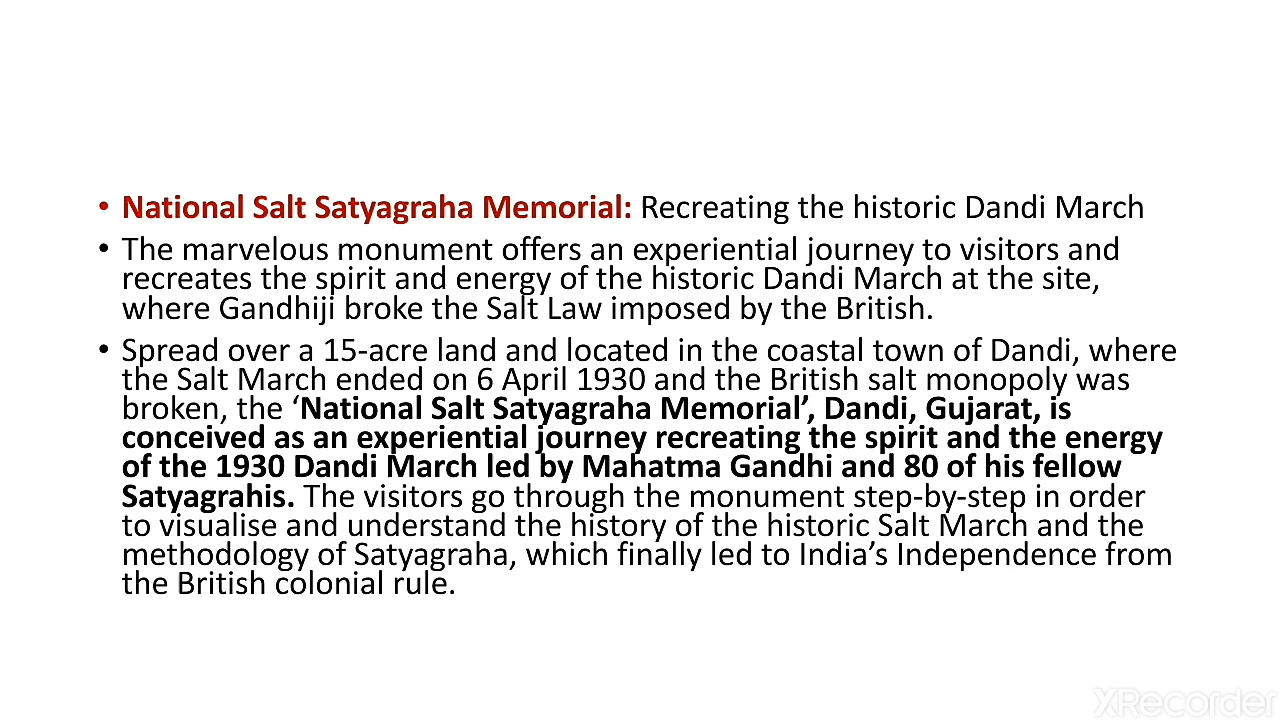 • National Salt Satyagraha Memorial: Recreating the historic Dandi March
• The marvelous monument offers an experiential journey to visitors and
recreates the spirit and energy of the historic Dandi March at the site,
where Gandhiji broke the Salt Law imposed by the British.
• Spread over a 15-acre land and located in the coastal town of Dandi, where
the Salt March ended on 6 April 1930 and the British salt monopoly was
broken, the ‘National Salt Satyagraha Memorial’, Dandi, Gujarat, is
conceived as an experiential journey recreating the spirit and the energy
of the 1930 Dandi March led by Mahatma Gandhi and 80 of his fellow
Satyagrahis. The visitors go through the monument step-by-step in order
to visualise and understand the history of the historic Salt March and the
methodology of Satyagraha, which finally led to India’s Independence from
the British colonial rule.
XRecorder